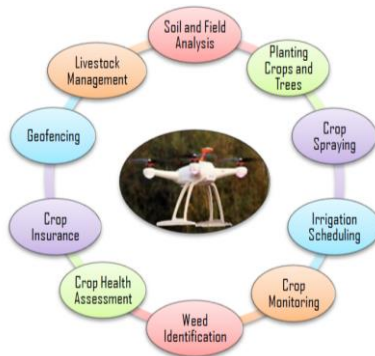 Soil and Field
Analysis
Planting
Crops and
Trees
Crop
Spraying
Irrigation
Scheduling
Crop
Monitoring
Weed
Identification
Crop Health
Assessment
Crop
Insurance
Geofencing
Livestock
Management